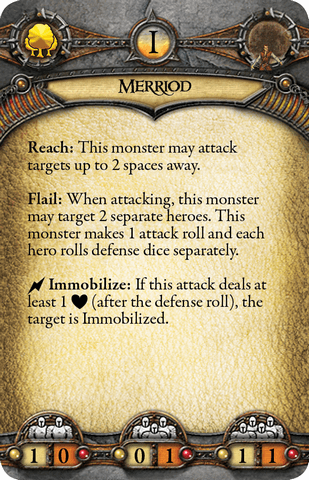 I
Merriod
Reach: This monster may attack
targets up to 2 spaces away.
Flail: When attacking, this monster
may target 2 separate heroes. This
monster makes 1 attack roll and each
hero rolls defense dice separately.
Immobilize: If this attack deals at
least 1 (after the defense roll), the
target is Immobilized.
1 0 0 1 1 1